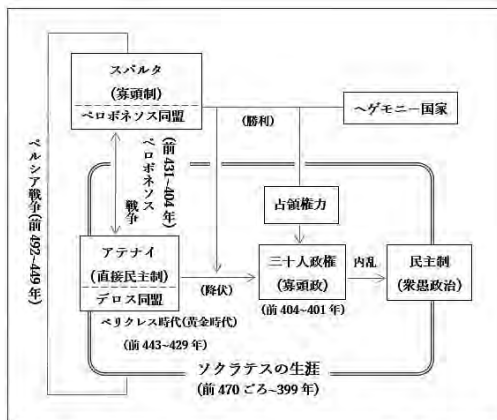 スパルタ
(寡頭制)
ペロポネソス同盟
(勝利)
ヘゲモニー国家
ペルシア戦争(前492~449年)
(前431~404年)
ペロポネソス
戦争
占領権力
アテナイ
(直接民主制)
デロス同盟
(降伏)
三十人政権
(寡頭政)
内乱
民主制
(衆愚政治)
(前404~401年)
ペリクレス時代(黄金時代)
(前443~429年)
ソクラテスの生涯
(前470ごろ~399年)